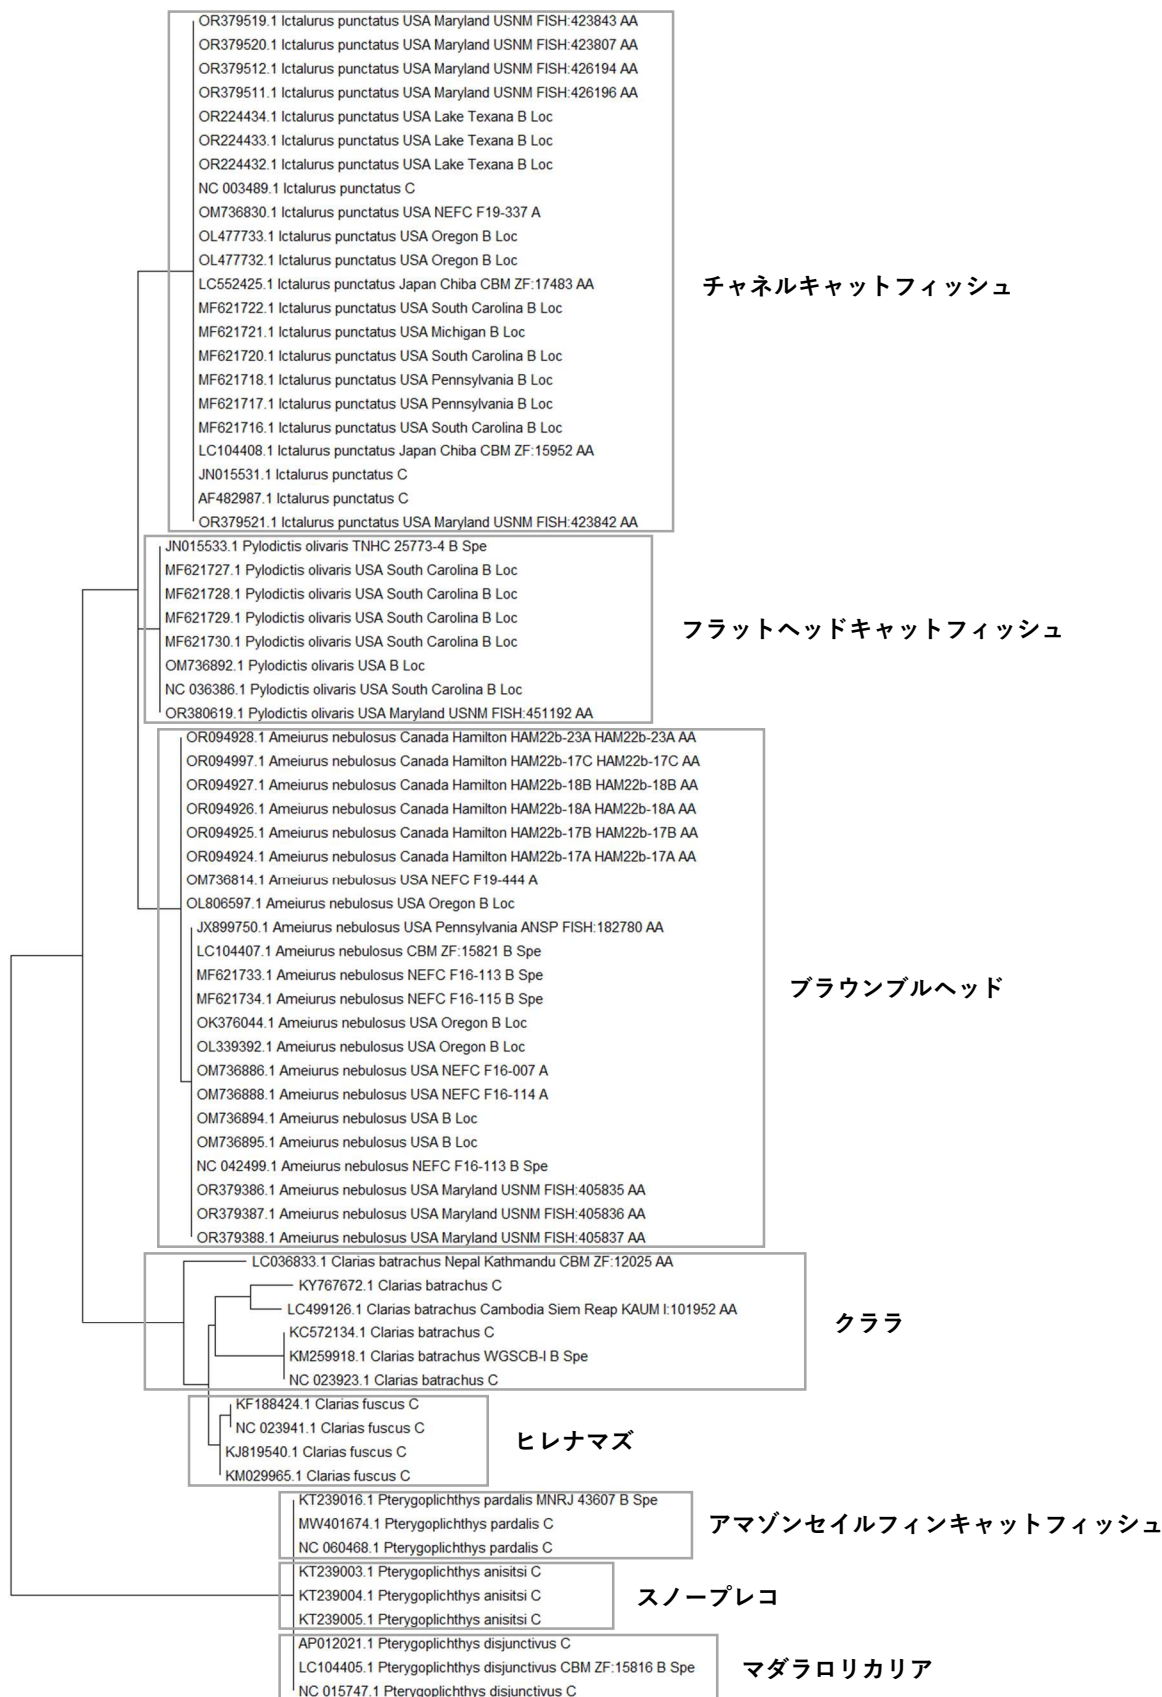 OR379519.1 Ictalurus punctatus USA Maryland USNM FISH:423843 AA
OR379520.1 Ictalurus punctatus USA Maryland USNM FISH:423807 AA
OR379512.1 Ictalurus punctatus USA Maryland USNM FISH:426194 AA
OR379511.1 Ictalurus punctatus USA Maryland USNM FISH:426196 AA
OR224434.1 Ictalurus punctatus USA Lake Texana B Loc
OR224433.1 Ictalurus punctatus USA Lake Texana B Loc
OR224432.1 Ictalurus punctatus USA Lake Texana B Loc
NC 003489.1 Ictalurus punctatus C
OM736830.1 Ictalurus punctatus USA NEFC F19-337 A
OL477733.1 Ictalurus punctatus USA Oregon B Loc
OL477732.1 Ictalurus punctatus USA Oregon B Loc
LC552425.1 Ictalurus punctatus Japan Chiba CBM ZF:17483 AA
チャネルキャットフィッシュ
MF621722.1 Ictalurus punctatus USA South Carolina B Loc
MF621721.1 Ictalurus punctatus USA Michigan B Loc
MF621720.1 Ictalurus punctatus USA South Carolina B Loc
MF621718.1 Ictalurus punctatus USA Pennsylvania B Loc
MF621717.1 Ictalurus punctatus USA Pennsylvania B Loc
MF621716.1 Ictalurus punctatus USA South Carolina B Loc
LC104408.1 Ictalurus punctatus Japan Chiba CBM ZF:15952 AA
JN015531.1 Ictalurus punctatus C
AF482987.1 Ictalurus punctatus C
OR379521.1 Ictalurus punctatus USA Maryland USNM FISH:423842 AA
JN015533.1 Pylodictis olivaris TNHC 25773-4 B Spe
MF621727.1 Pylodictis olivaris USA South Carolina B Loc
MF621728.1 Pylodictis olivaris USA South Carolina B Loc
MF621729.1 Pylodictis olivaris USA South Carolina B Loc
フラットヘッドキャットフィッシュ
MF621730.1 Pylodictis olivaris USA South Carolina B Loc
OM736892.1 Pylodictis olivaris USA B Loc
NC 036386.1 Pylodictis olivaris USA South Carolina B Loc
OR380619.1 Pylodictis olivaris USA Maryland USNM FISH:451192 AA
OR094928.1 Ameiurus nebulosus Canada Hamilton HAM22b-23A HAM22b-23A AA
OR094997.1 Ameiurus nebulosus Canada Hamilton HAM22b-17C HAM22b-17C AA
OR094927.1 Ameiurus nebulosus Canada Hamilton HAM22b-18B HAM22b-18B AA
OR094926.1 Ameiurus nebulosus Canada Hamilton HAM22b-18A HAM22b-18A AA
OR094925.1 Ameiurus nebulosus Canada Hamilton HAM22b-17B HAM22b-17B AA
OR094924.1 Ameiurus nebulosus Canada Hamilton HAM22b-17A HAM22b-17A AA
OM736814.1 Ameiurus nebulosus USA NEFC F19-444 A
OL806597.1 Ameiurus nebulosus USA Oregon B Loc
JX899750.1 Ameiurus nebulosus USA Pennsylvania ANSP FISH:182780 AA
LC104407.1 Ameiurus nebulosus CBM ZF:15821 B Spe
MF621733.1 Ameiurus nebulosus NEFC F16-113 B Spe
ブラウンブルヘッド
MF621734.1 Ameiurus nebulosus NEFC F16-115 B Spe
OK376044.1 Ameiurus nebulosus USA Oregon B Loc
OL339392.1 Ameiurus nebulosus USA Oregon B Loc
OM736886.1 Ameiurus nebulosus USA NEFC F16-007 A
OM736888.1 Ameiurus nebulosus USA NEFC F16-114 A
OM736894.1 Ameiurus nebulosus USA B Loc
OM736895.1 Ameiurus nebulosus USA B Loc
NC 042499.1 Ameiurus nebulosus NEFC F16-113 B Spe
OR379386.1 Ameiurus nebulosus USA Maryland USNM FISH:405835 AA
OR379387.1 Ameiurus nebulosus USA Maryland USNM FISH:405836 AA
OR379388.1 Ameiurus nebulosus USA Maryland USNM FISH:405837 AA
LC036833.1 Clarias batrachus Nepal Kathmandu CBM ZF:12025 AA
KY767672.1 Clarias batrachus C
LC499126.1 Clarias batrachus Cambodia Siem Reap KAUM I:101952 AA
クララ
KC572134.1 Clarias batrachus C
KM259918.1 Clarias batrachus WGSCB-I B Spe
NC 023923.1 Clarias batrachus C
KF188424.1 Clarias fuscus C
NC 023941.1 Clarias fuscus C
ヒレナマズ
KJ819540.1 Clarias fuscus C
KM029965.1 Clarias fuscus C
KT239016.1 Pterygoplichthys pardalis MNRJ 43607 B Spe
MW401674.1 Pterygoplichthys pardalis C
アマゾンセイルフィンキャットフィッシュ
NC 060468.1 Pterygoplichthys pardalis C
KT239003.1 Pterygoplichthys anisitsi C
KT239004.1 Pterygoplichthys anisitsi C
スノープレコ
KT239005.1 Pterygoplichthys anisitsi C
AP012021.1 Pterygoplichthys disjunctivus C
LC104405.1 Pterygoplichthys disjunctivus CBM ZF:15816 B Spe
マダラロリカリア
NC 015747.1 Pterygoplichthys disjunctivus C